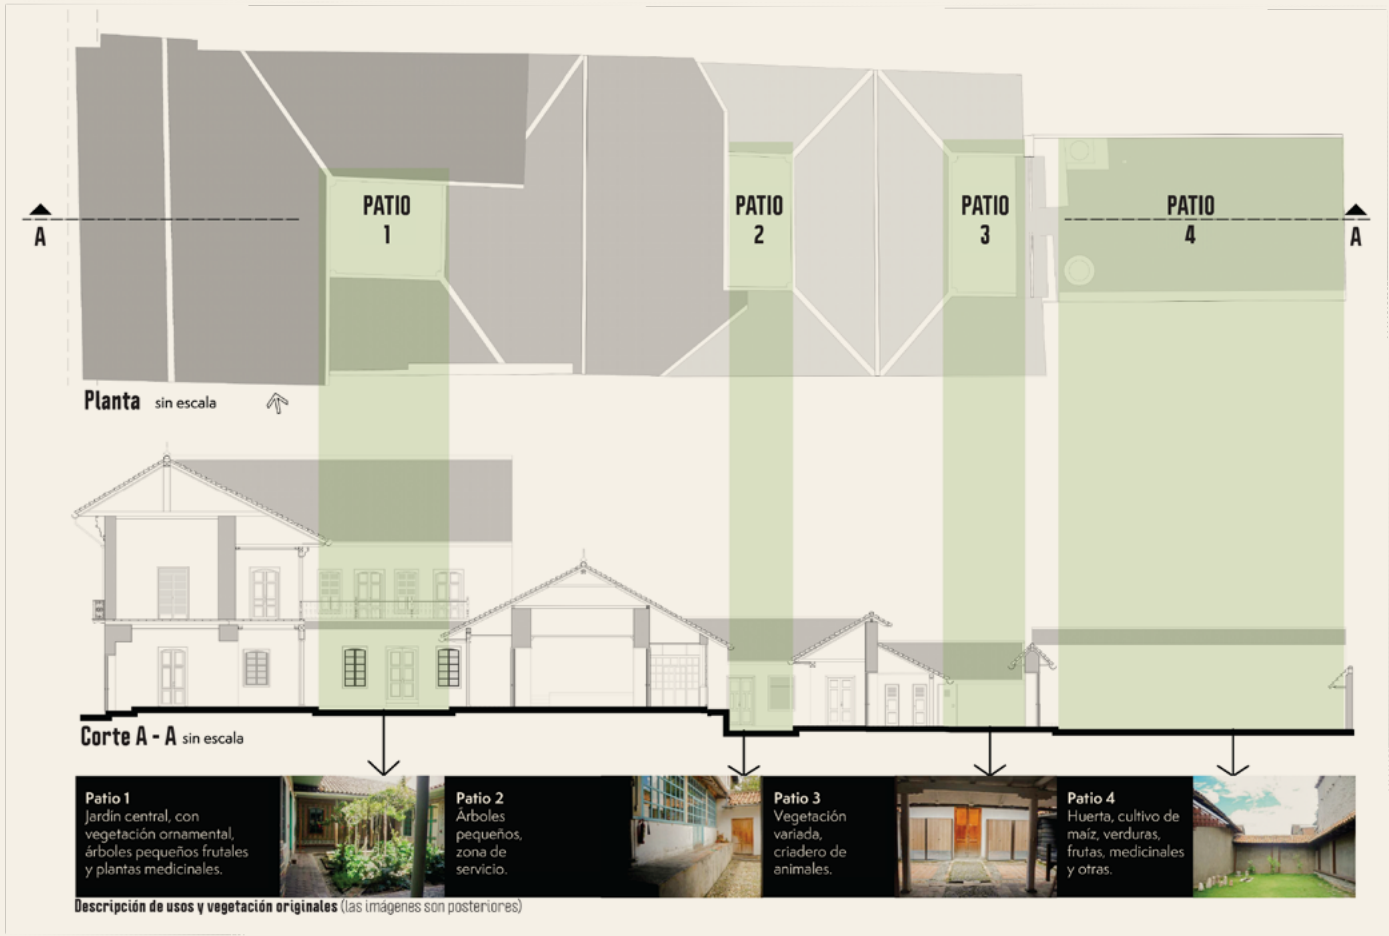 PATIO
1
PATIO
2
PATIO
3
PATIO
4
A
A
Planta sin escala
Corte A - A sin escala
Patio 1
Jardín central, con
vegetación ornamental,
árboles pequeños frutales
y plantas medicinales.
Patio 2
Árboles
pequeños,
zona de
servicio.
Patio 3
Vegetación
variada,
criadero de
animales.
Patio 4
Huerta, cultivo de
maíz, verduras,
frutas, medicinales
y otras.
Descripción de usos y vegetación originales (las imágenes son posteriores)